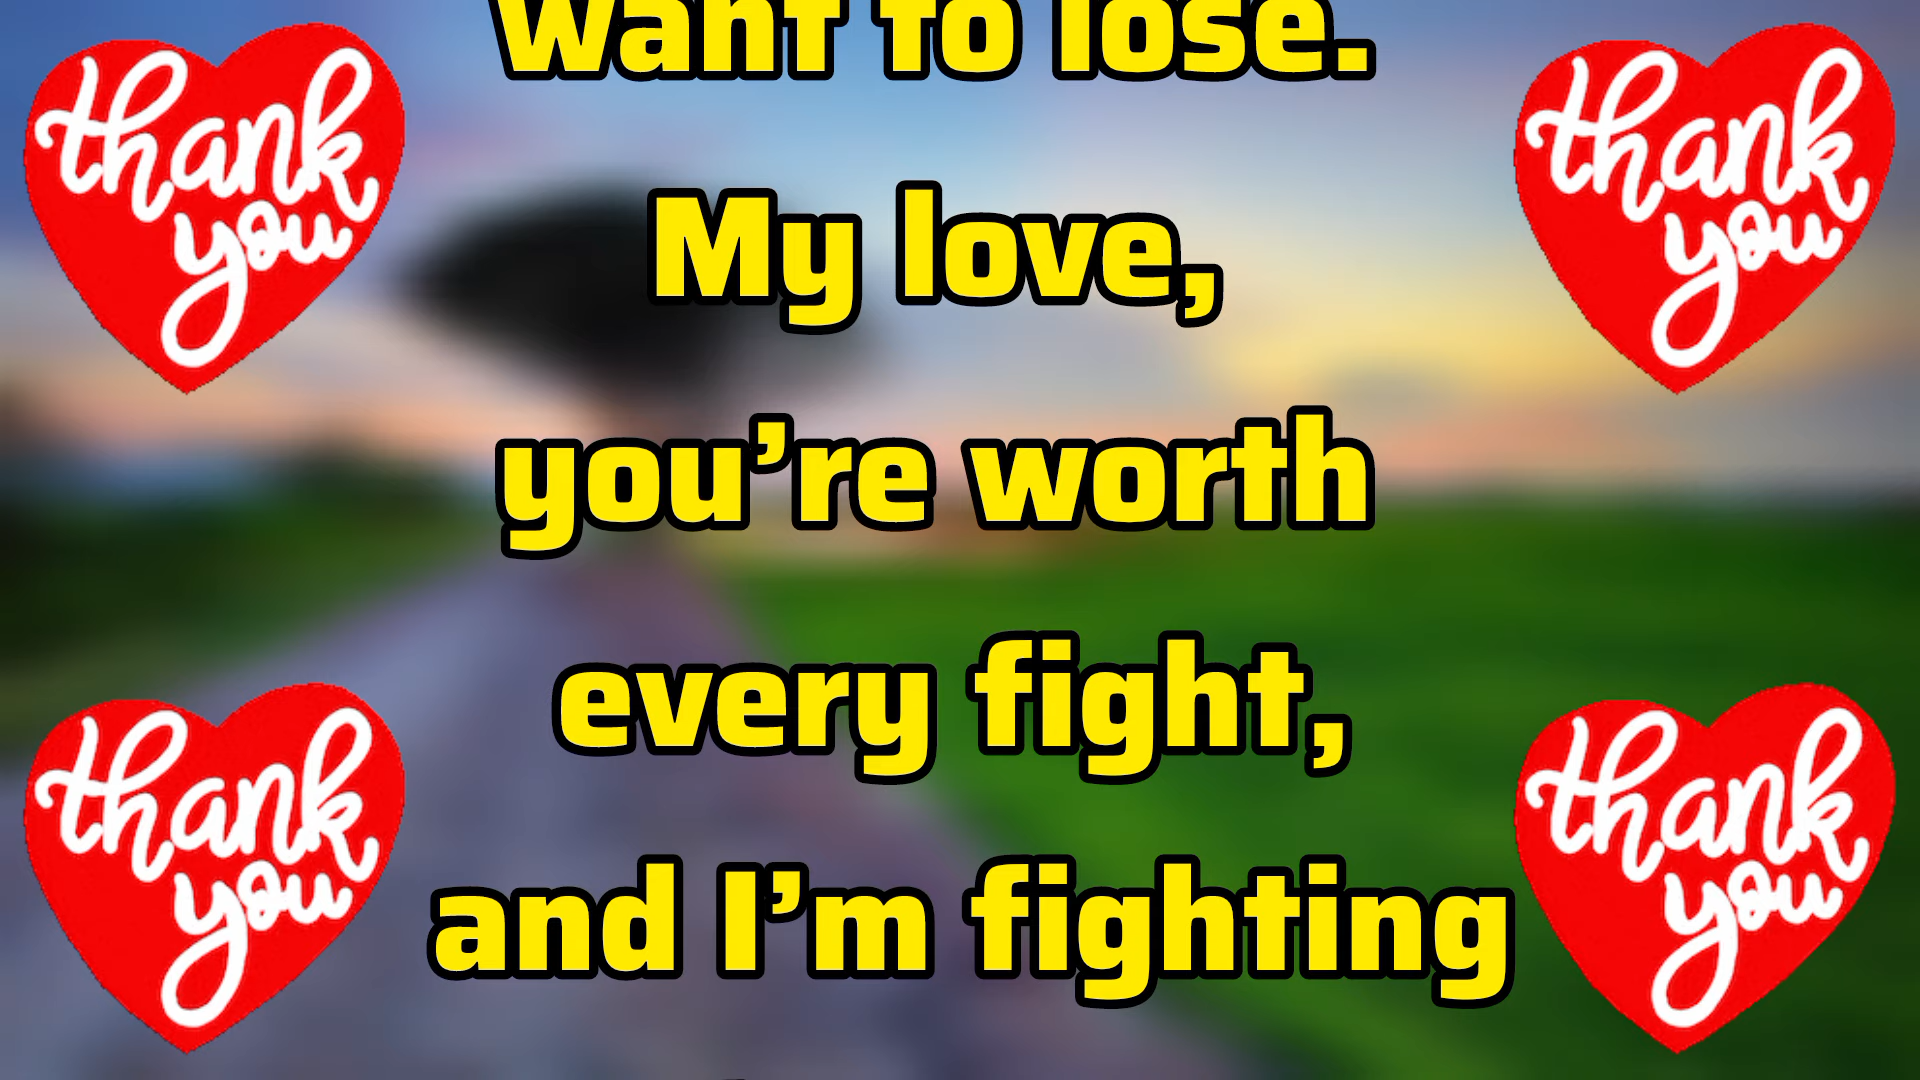 thank
you
thank
you
want to lose.
My love,
you’re worth
every fight,
and I’m fighting
thank
you
thank
you